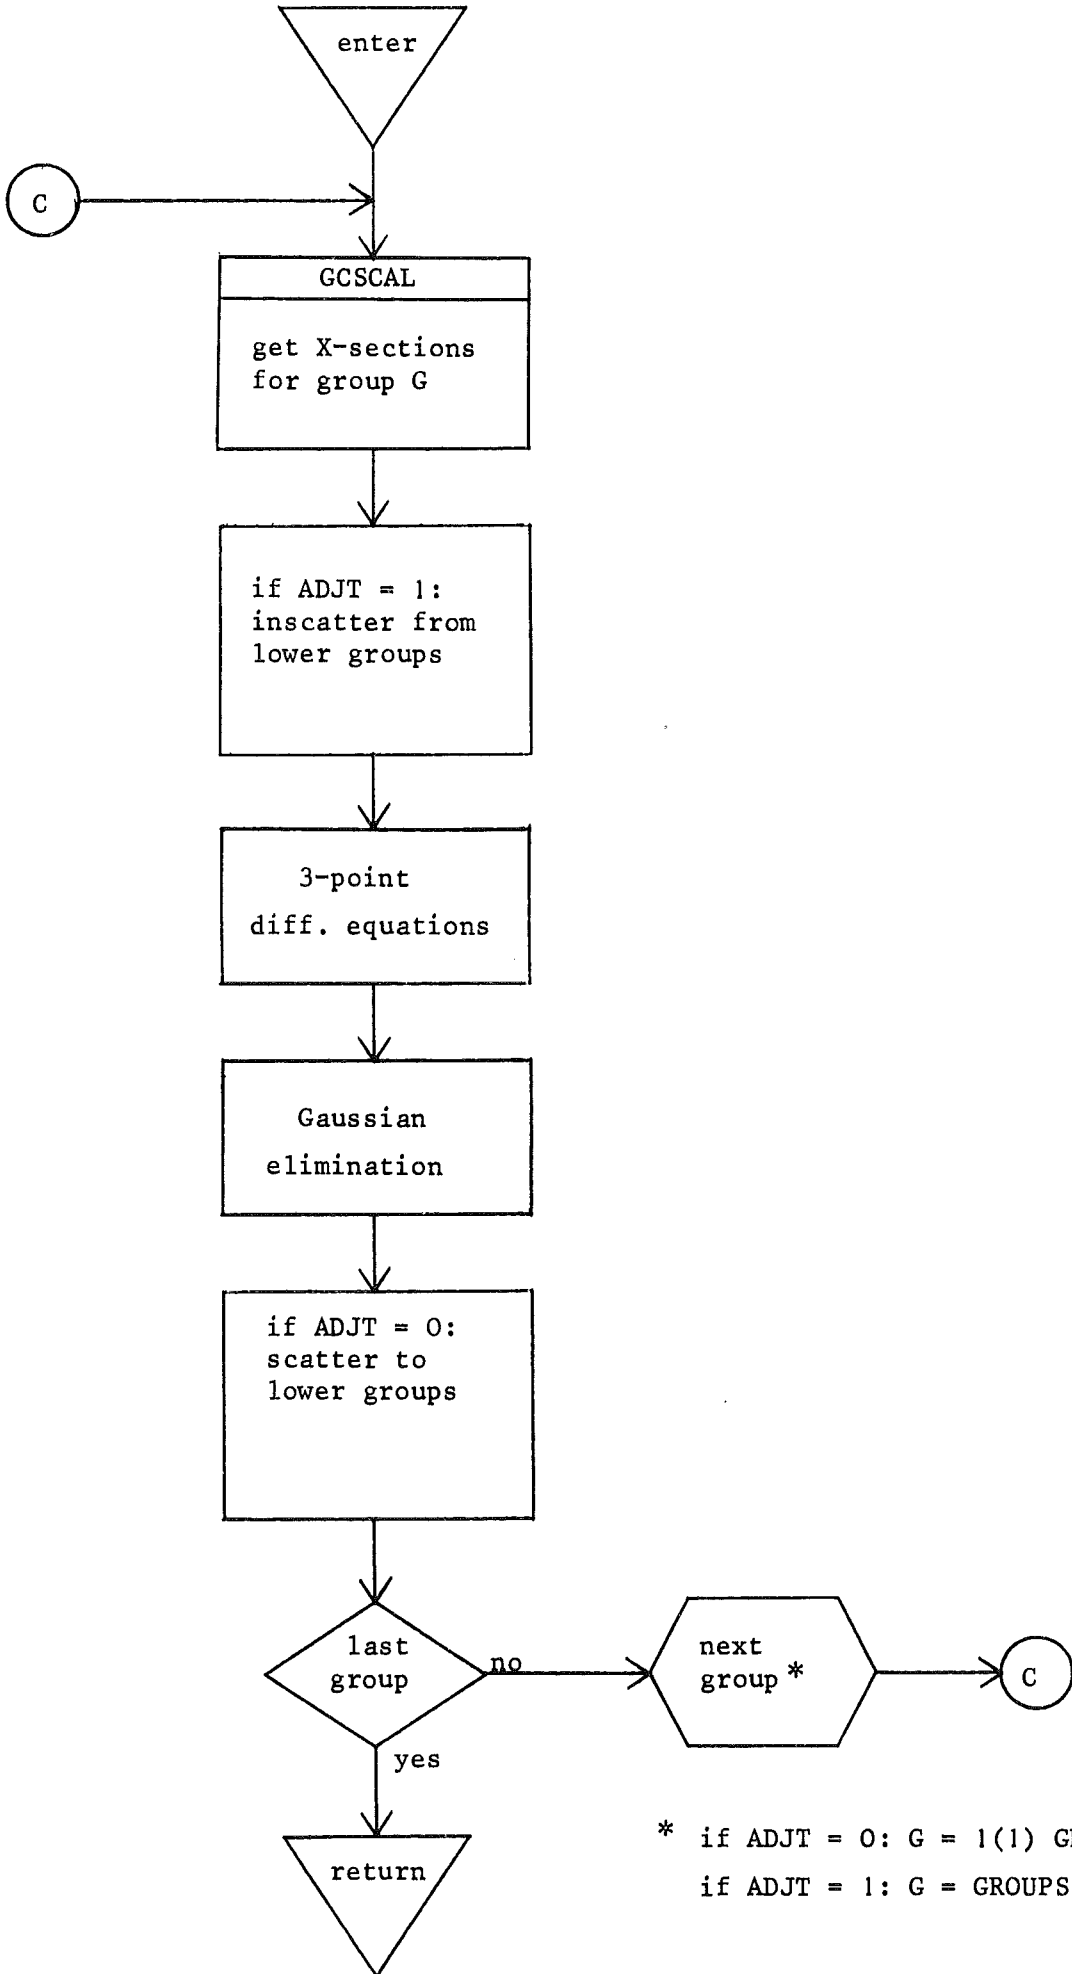 enter
C
GCSCAL
get X-sections
for group G
if ADJT = 1:
inscatter from
lower groups
3-point
diff. equations
Gaussian
elimination
if ADJT = 0:
scatter to
lower groups
last
group
no
next
group *
C
yes
return
* if ADJT = 0: G = 1(1)
if ADJT = 1: G = GROUPS